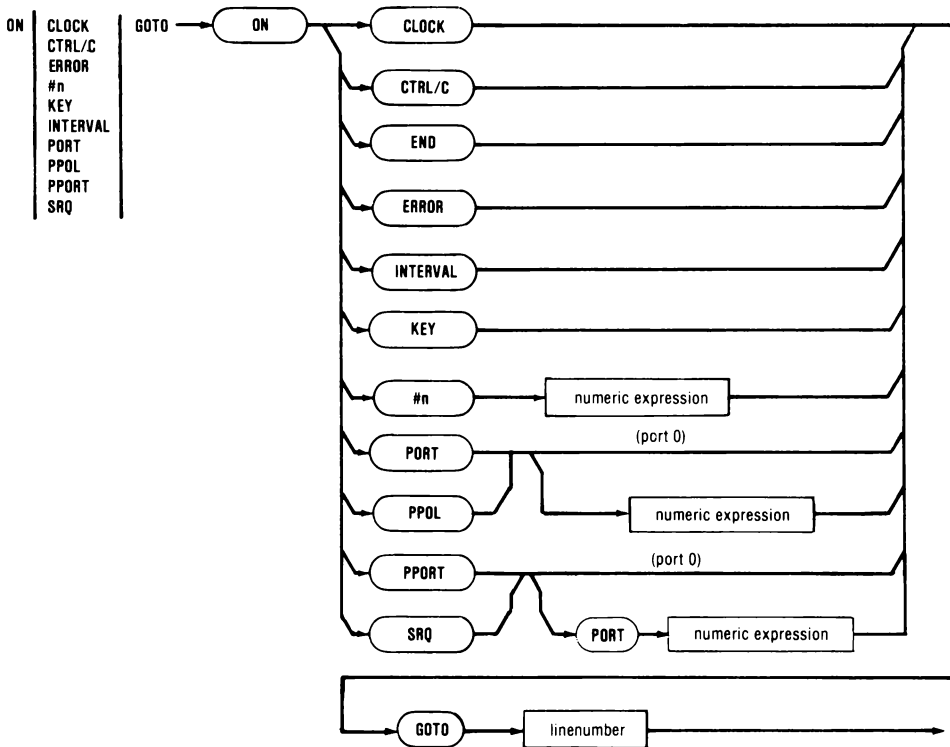 ON CLOCK GOTO
CTRL/C
ERROR
#n
KEY
INTERVAL
PORT
PPOL
PPORT
SRQ
ON
CLOCK
CTRL/C
END
ERROR
INTERVAL
KEY
#n numeric expression
PORT (port 0)
PPOL numeric expression
PPORT (port 0)
SRQ PORT numeric expression
GOTO linenumber